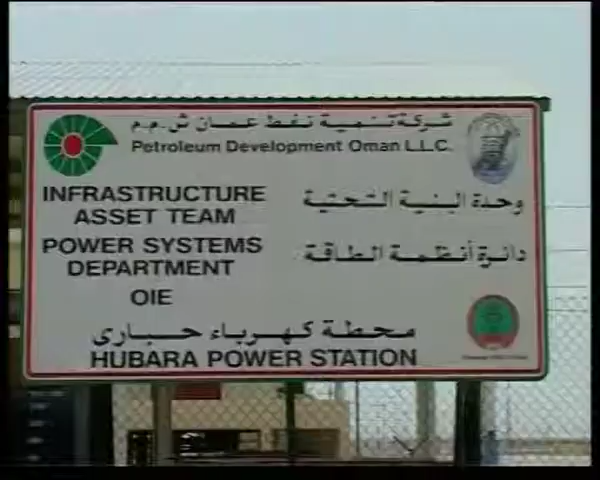 شركة تنمية نفط عمان ش.م.م
Petroleum Development Oman L.L.C.
INFRASTRUCTURE
ASSET TEAM
وحدة البنية التحتية
POWER SYSTEMS
DEPARTMENT
دائرة أنظمة الطاقة
OIE
محطة كهرباء حبارى
HUBARA POWER STATION